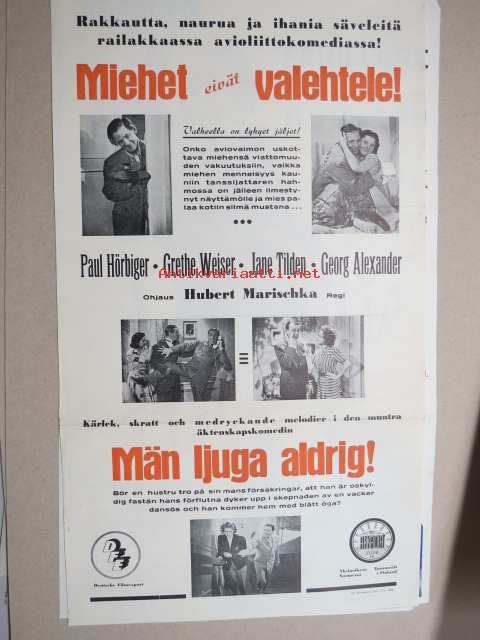 Rakkautta, naurua ja ihania säveleitä
railakkaassa avioliittokomediassa!
Miehet eivät valehtele!
Valheella on lyhyet jäljet!
Onko aviovaimon uskot-
tava miehensä viattomuu-
den vakuutuksiin, vaikka
miehen menneisyys kau-
niin tanssijattaren hah-
mossa on jälleen ilmesty-
nyt näyttämölle ja mies pa-
laa kotiin silmä mustana...
Paul Hörbiger • Grethe Weiser • Jane Tilden • Georg Alexander
Antikvariaatti.net
Ohjaus Hubert Marischka Regi
Kärlek, skratt och medryckande melodier i den muntra
äktenskapskomedin
Män ljuga aldrig!
Bör en hustru tro på sin mans försäkringar, att han är oskyl-
dig fastän hans förflutna dyker upp i skepnaden av en vacker
dansös och han kommer hem med blått öga?
DFE
Deutsche Filmexport
Yksinoikeus Ensamrätt
Suomessa i Finland